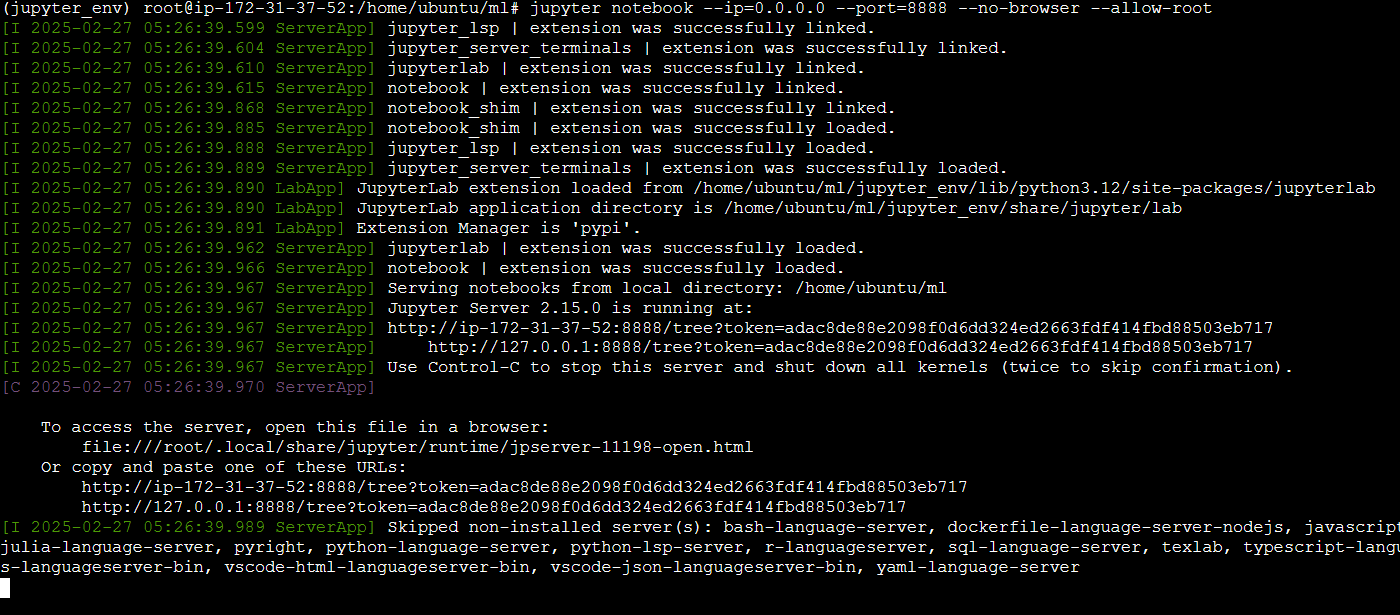 (jupyter_env) root@ip-172-31-37-52:/home/ubuntu/ml# jupyter notebook --ip=0.0.0.0 --port=8888 --no-browser --allow-root
[I 2025-02-27 05:26:39.599 ServerApp] jupyter_lsp | extension was successfully linked.
[I 2025-02-27 05:26:39.604 ServerApp] jupyter_server_terminals | extension was successfully linked.
[I 2025-02-27 05:26:39.610 ServerApp] jupyterlab | extension was successfully linked.
[I 2025-02-27 05:26:39.615 ServerApp] notebook | extension was successfully linked.
[I 2025-02-27 05:26:39.868 ServerApp] notebook_shim | extension was successfully linked.
[I 2025-02-27 05:26:39.885 ServerApp] notebook_shim | extension was successfully loaded.
[I 2025-02-27 05:26:39.888 ServerApp] jupyter_lsp | extension was successfully loaded.
[I 2025-02-27 05:26:39.889 ServerApp] jupyter_server_terminals | extension was successfully loaded.
[I 2025-02-27 05:26:39.890 LabApp] JupyterLab extension loaded from /home/ubuntu/ml/jupyter_env/lib/python3.12/site-packages/jupyterlab
[I 2025-02-27 05:26:39.890 LabApp] JupyterLab application directory is /home/ubuntu/ml/jupyter_env/share/jupyter/lab
[I 2025-02-27 05:26:39.891 LabApp] Extension Manager is 'pypi'.
[I 2025-02-27 05:26:39.962 ServerApp] jupyterlab | extension was successfully loaded.
[I 2025-02-27 05:26:39.966 ServerApp] notebook | extension was successfully loaded.
[I 2025-02-27 05:26:39.967 ServerApp] Serving notebooks from local directory: /home/ubuntu/ml
[I 2025-02-27 05:26:39.967 ServerApp] Jupyter Server 2.15.0 is running at:
[I 2025-02-27 05:26:39.967 ServerApp] http://ip-172-31-37-52:8888/tree?token=adac8de88e2098f0d6dd324ed2663fdf414fbd88503eb717
[I 2025-02-27 05:26:39.967 ServerApp]     http://127.0.0.1:8888/tree?token=adac8de88e2098f0d6dd324ed2663fdf414fbd88503eb717
[I 2025-02-27 05:26:39.967 ServerApp] Use Control-C to stop this server and shut down all kernels (twice to skip confirmation).
[C 2025-02-27 05:26:39.970 ServerApp]
To access the server, open this file in a browser:
file:///root/.local/share/jupyter/runtime/jpserver-11198-open.html
Or copy and paste one of these URLs:
http://ip-172-31-37-52:8888/tree?token=adac8de88e2098f0d6dd324ed2663fdf414fbd88503eb717
http://127.0.0.1:8888/tree?token=adac8de88e2098f0d6dd324ed2663fdf414fbd88503eb717
[I 2025-02-27 05:26:39.989 ServerApp] Skipped non-installed server(s): bash-language-server, dockerfile-language-server-nodejs, javascript
julia-language-server, pyright, python-language-server, python-lsp-server, r-languageserver, sql-language-server, texlab, typescript-langu
s-languageserver-bin, vscode-html-languageserver-bin, vscode-json-languageserver-bin, yaml-language-server